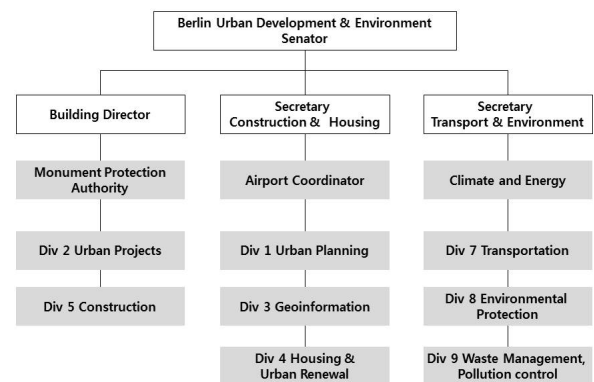 Berlin Urban Development & Environment
Senator
Building Director
Secretary
Construction & Housing
Secretary
Transport & Environment
Monument Protection
Authority
Airport Coordinator
Climate and Energy
Div 2 Urban Projects
Div 1 Urban Planning
Div 7 Transportation
Div 5 Construction
Div 3 Geoinformation
Div 8 Environmental
Protection
Div 4 Housing &
Urban Renewal
Div 9 Waste Management,
Pollution control